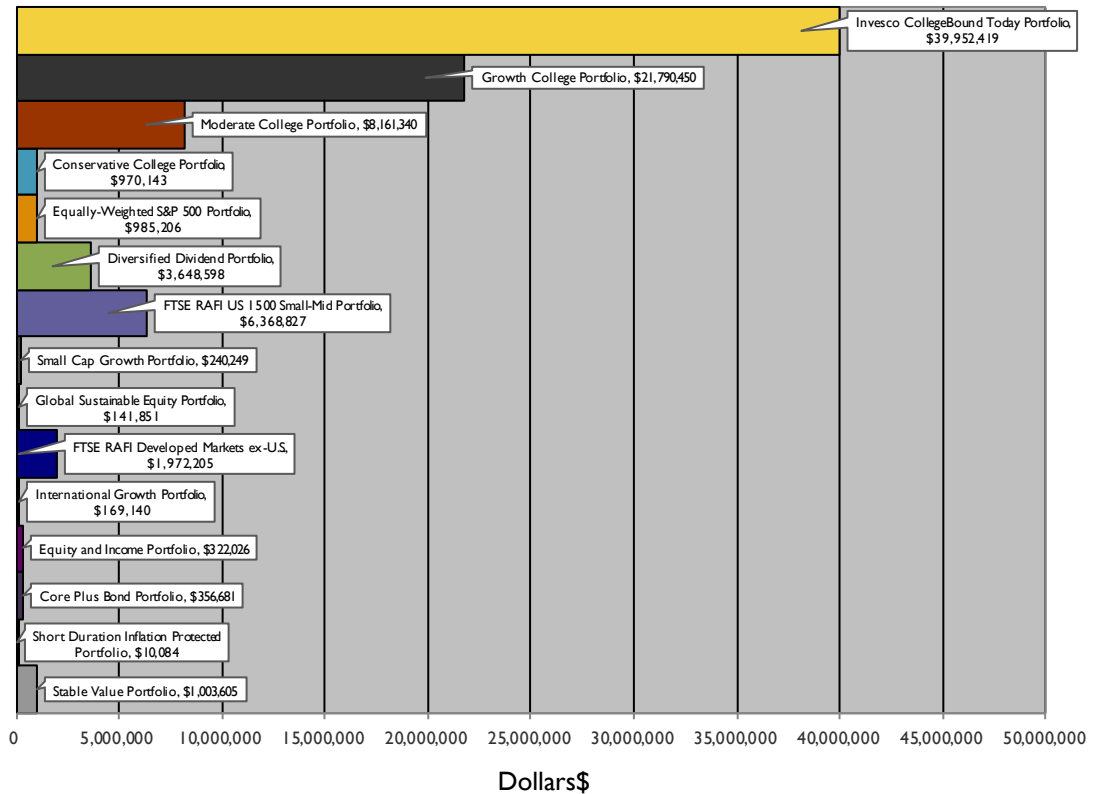 Invesco CollegeBound Today Portfolio,
$39,952,419
Growth College Portfolio, $21,790,450
Moderate College Portfolio, $8,161,340
Conservative College Portfolio,
$970,143
Equally-Weighted S&P 500 Portfolio,
$985,206
Diversified Dividend Portfolio,
$3,648,598
FTSE RAFI US 1500 Small-Mid Portfolio,
$6,368,827
Small Cap Growth Portfolio, $240,249
Global Sustainable Equity Portfolio,
$141,851
FTSE RAFI Developed Markets ex-U.S,
$1,972,205
International Growth Portfolio,
$169,140
Equity and Income Portfolio, $322,026
Core Plus Bond Portfolio, $356,681
Short Duration Inflation Protected
Portfolio, $10,084
Stable Value Portfolio, $1,003,605
0 5,000,000 10,000,000 15,000,000 20,000,000 25,000,000 30,000,000 35,000,000 40,000,000 45,000,000 50,000,000
Dollars$